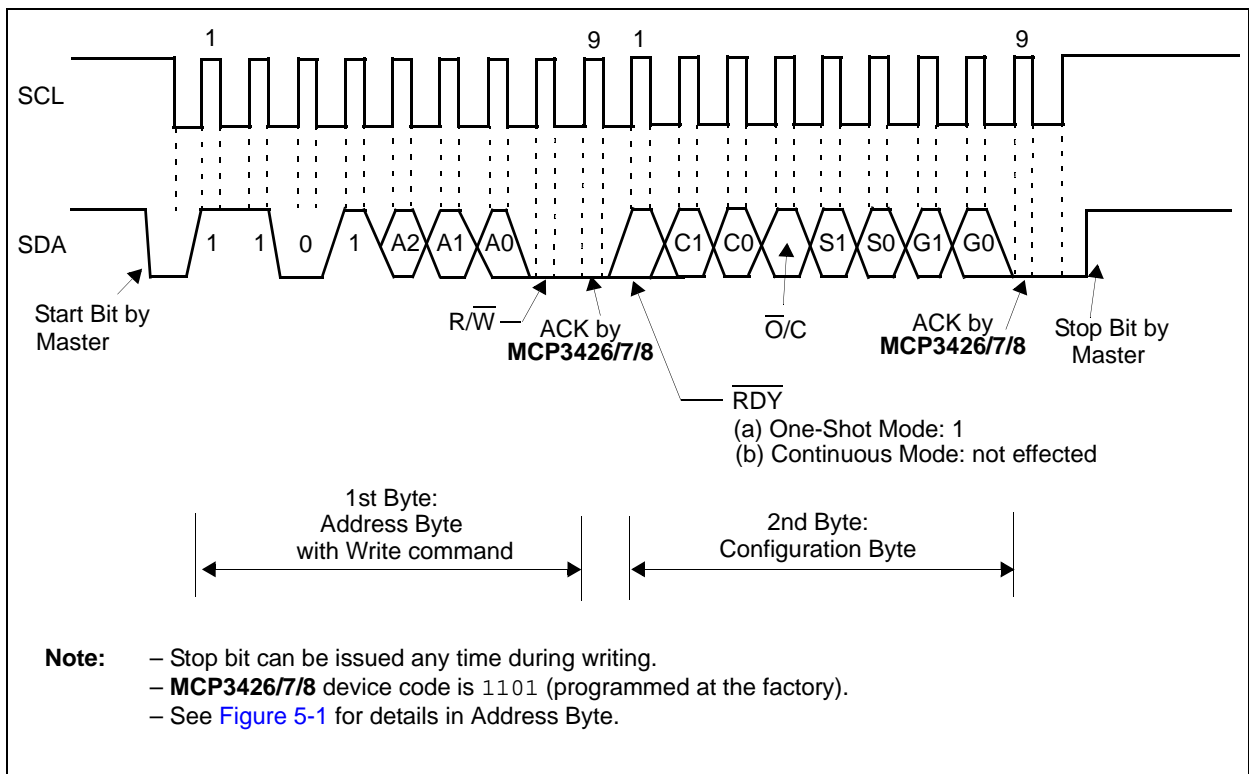 1 9 1 9
SCL
SDA
1 1 0 1 A2 A1 A0 C1 C0 S1 S0 G1 G0
Start Bit by
Master
R/W̅
ACK by
MCP3426/7/8
O̅/C
ACK by
MCP3426/7/8
Stop Bit by
Master
R̅D̅Y̅
(a) One-Shot Mode: 1
(b) Continuous Mode: not effected
1st Byte:
Address Byte
with Write command
2nd Byte:
Configuration Byte
Note: – Stop bit can be issued any time during writing.
– MCP3426/7/8 device code is 1101 (programmed at the factory).
– See Figure 5-1 for details in Address Byte.